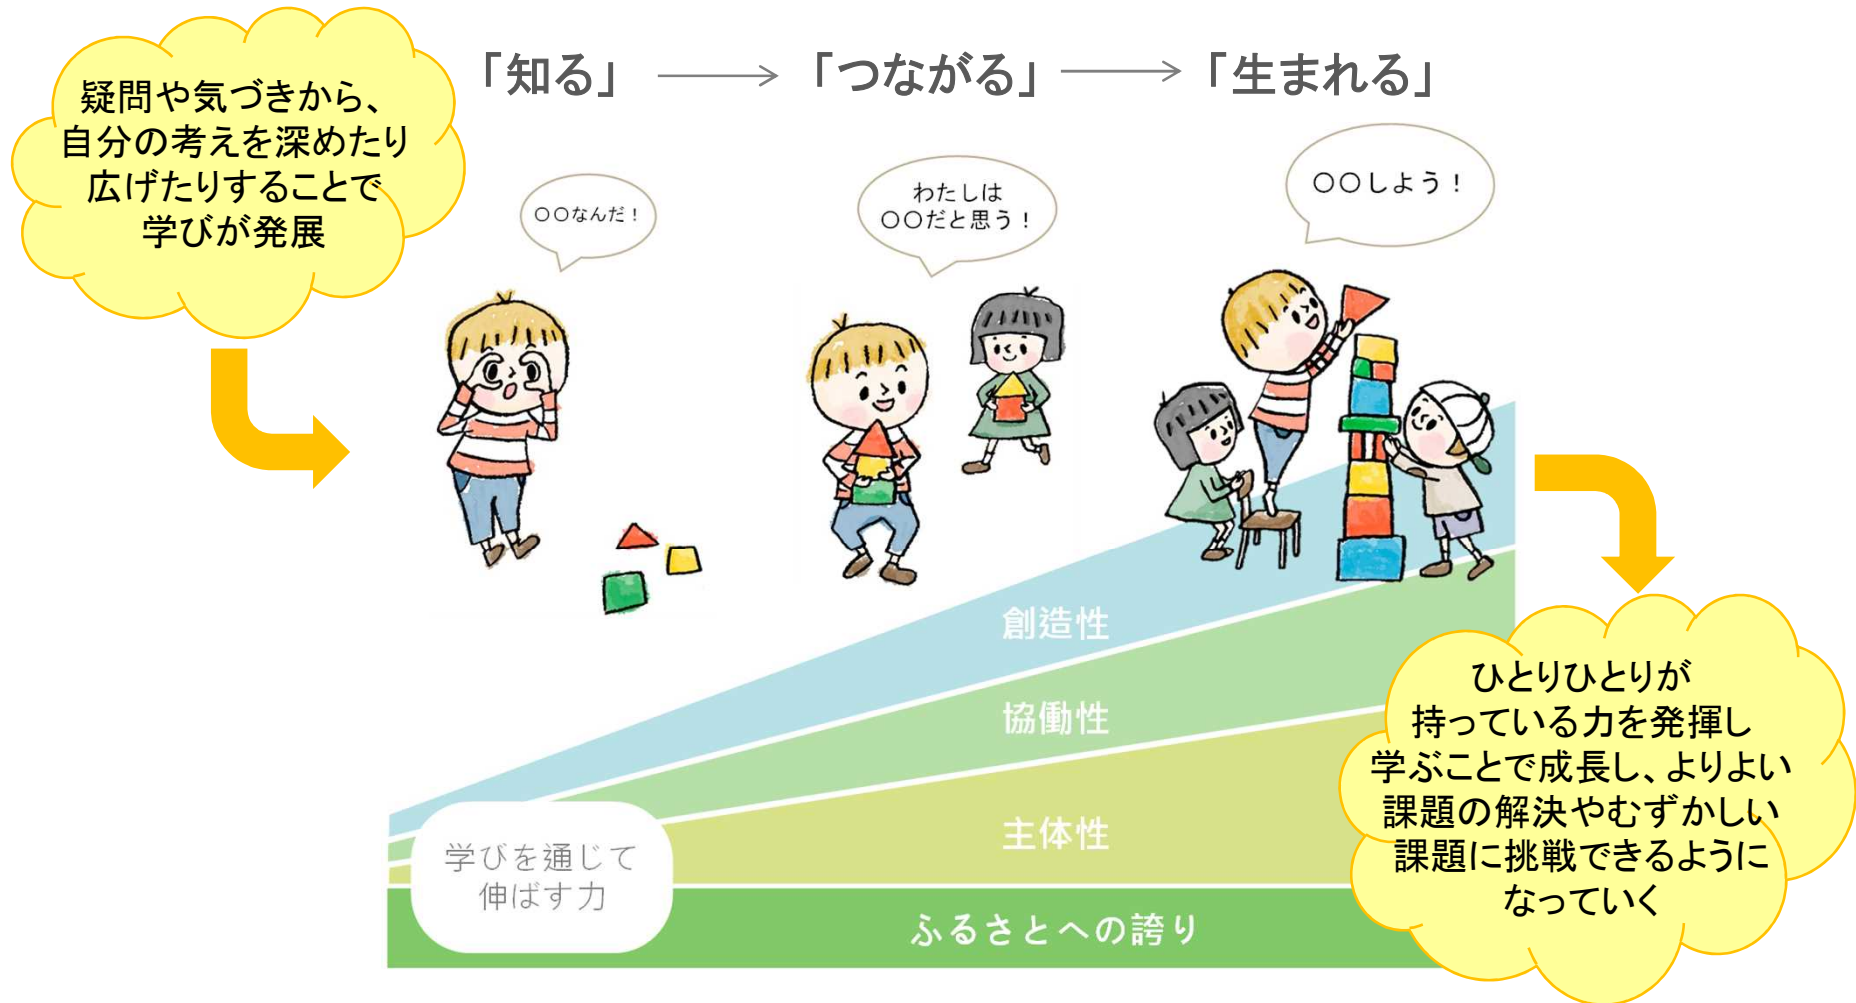 「知る」 → 「つながる」 → 「生まれる」
疑問や気づきから、
自分の考えを深めたり
広げたりすることで
学びが発展
〇〇なんだ！
わたしは
〇〇だと思う！
〇〇しよう！
創造性
協働性
主体性
学びを通じて
伸ばす力
ふるさとへの誇り
ひとりひとりが
持っている力を発揮し
学ぶことで成長し、よりよい
課題の解決やむずかしい
課題に挑戦できるように
なっていく